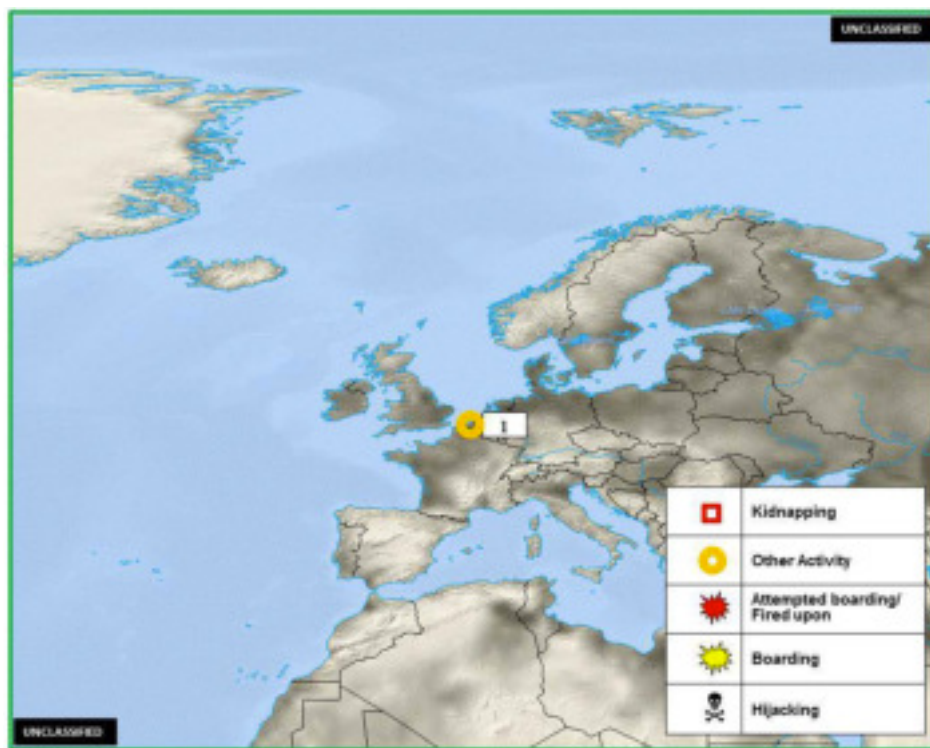 UNCLASSIFIED
1
Kidnapping
Other Activity
Attempted boarding/
Fired upon
Boarding
Hijacking
UNCLASSIFIED